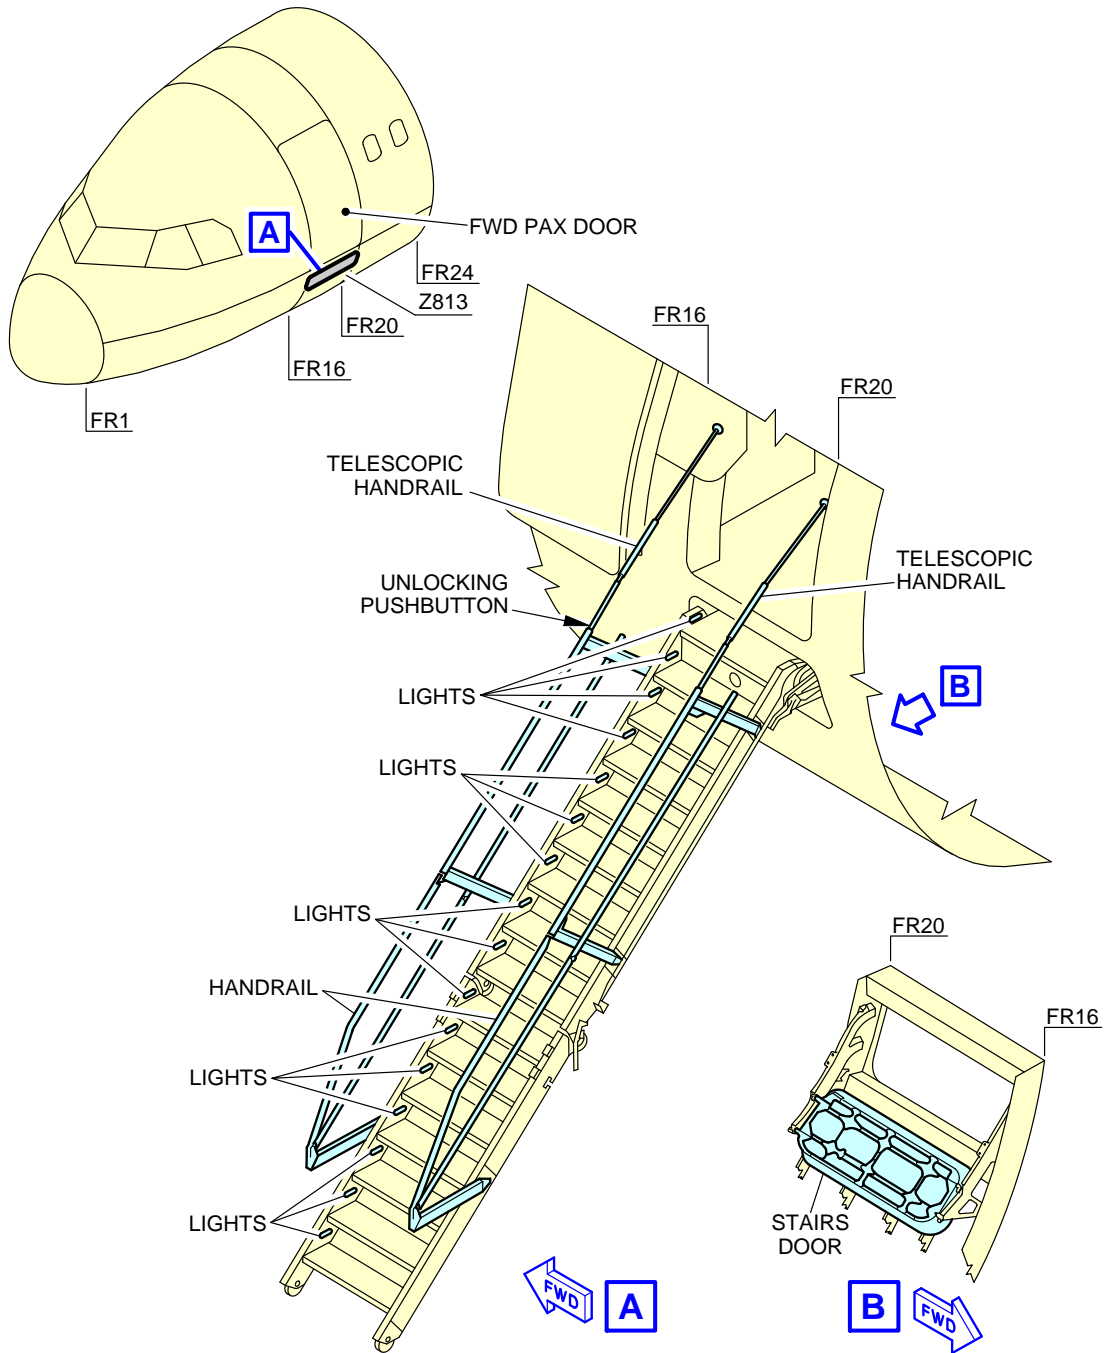 A
FWD PAX DOOR
FR24
Z813
FR20
FR16
FR1
FR16
FR20
TELESCOPIC
HANDRAIL
TELESCOPIC
HANDRAIL
UNLOCKING
PUSHBUTTON
LIGHTS
B
LIGHTS
LIGHTS
HANDRAIL
LIGHTS
LIGHTS
FR20
FR16
STAIRS
DOOR
FWD
A
B
FWD